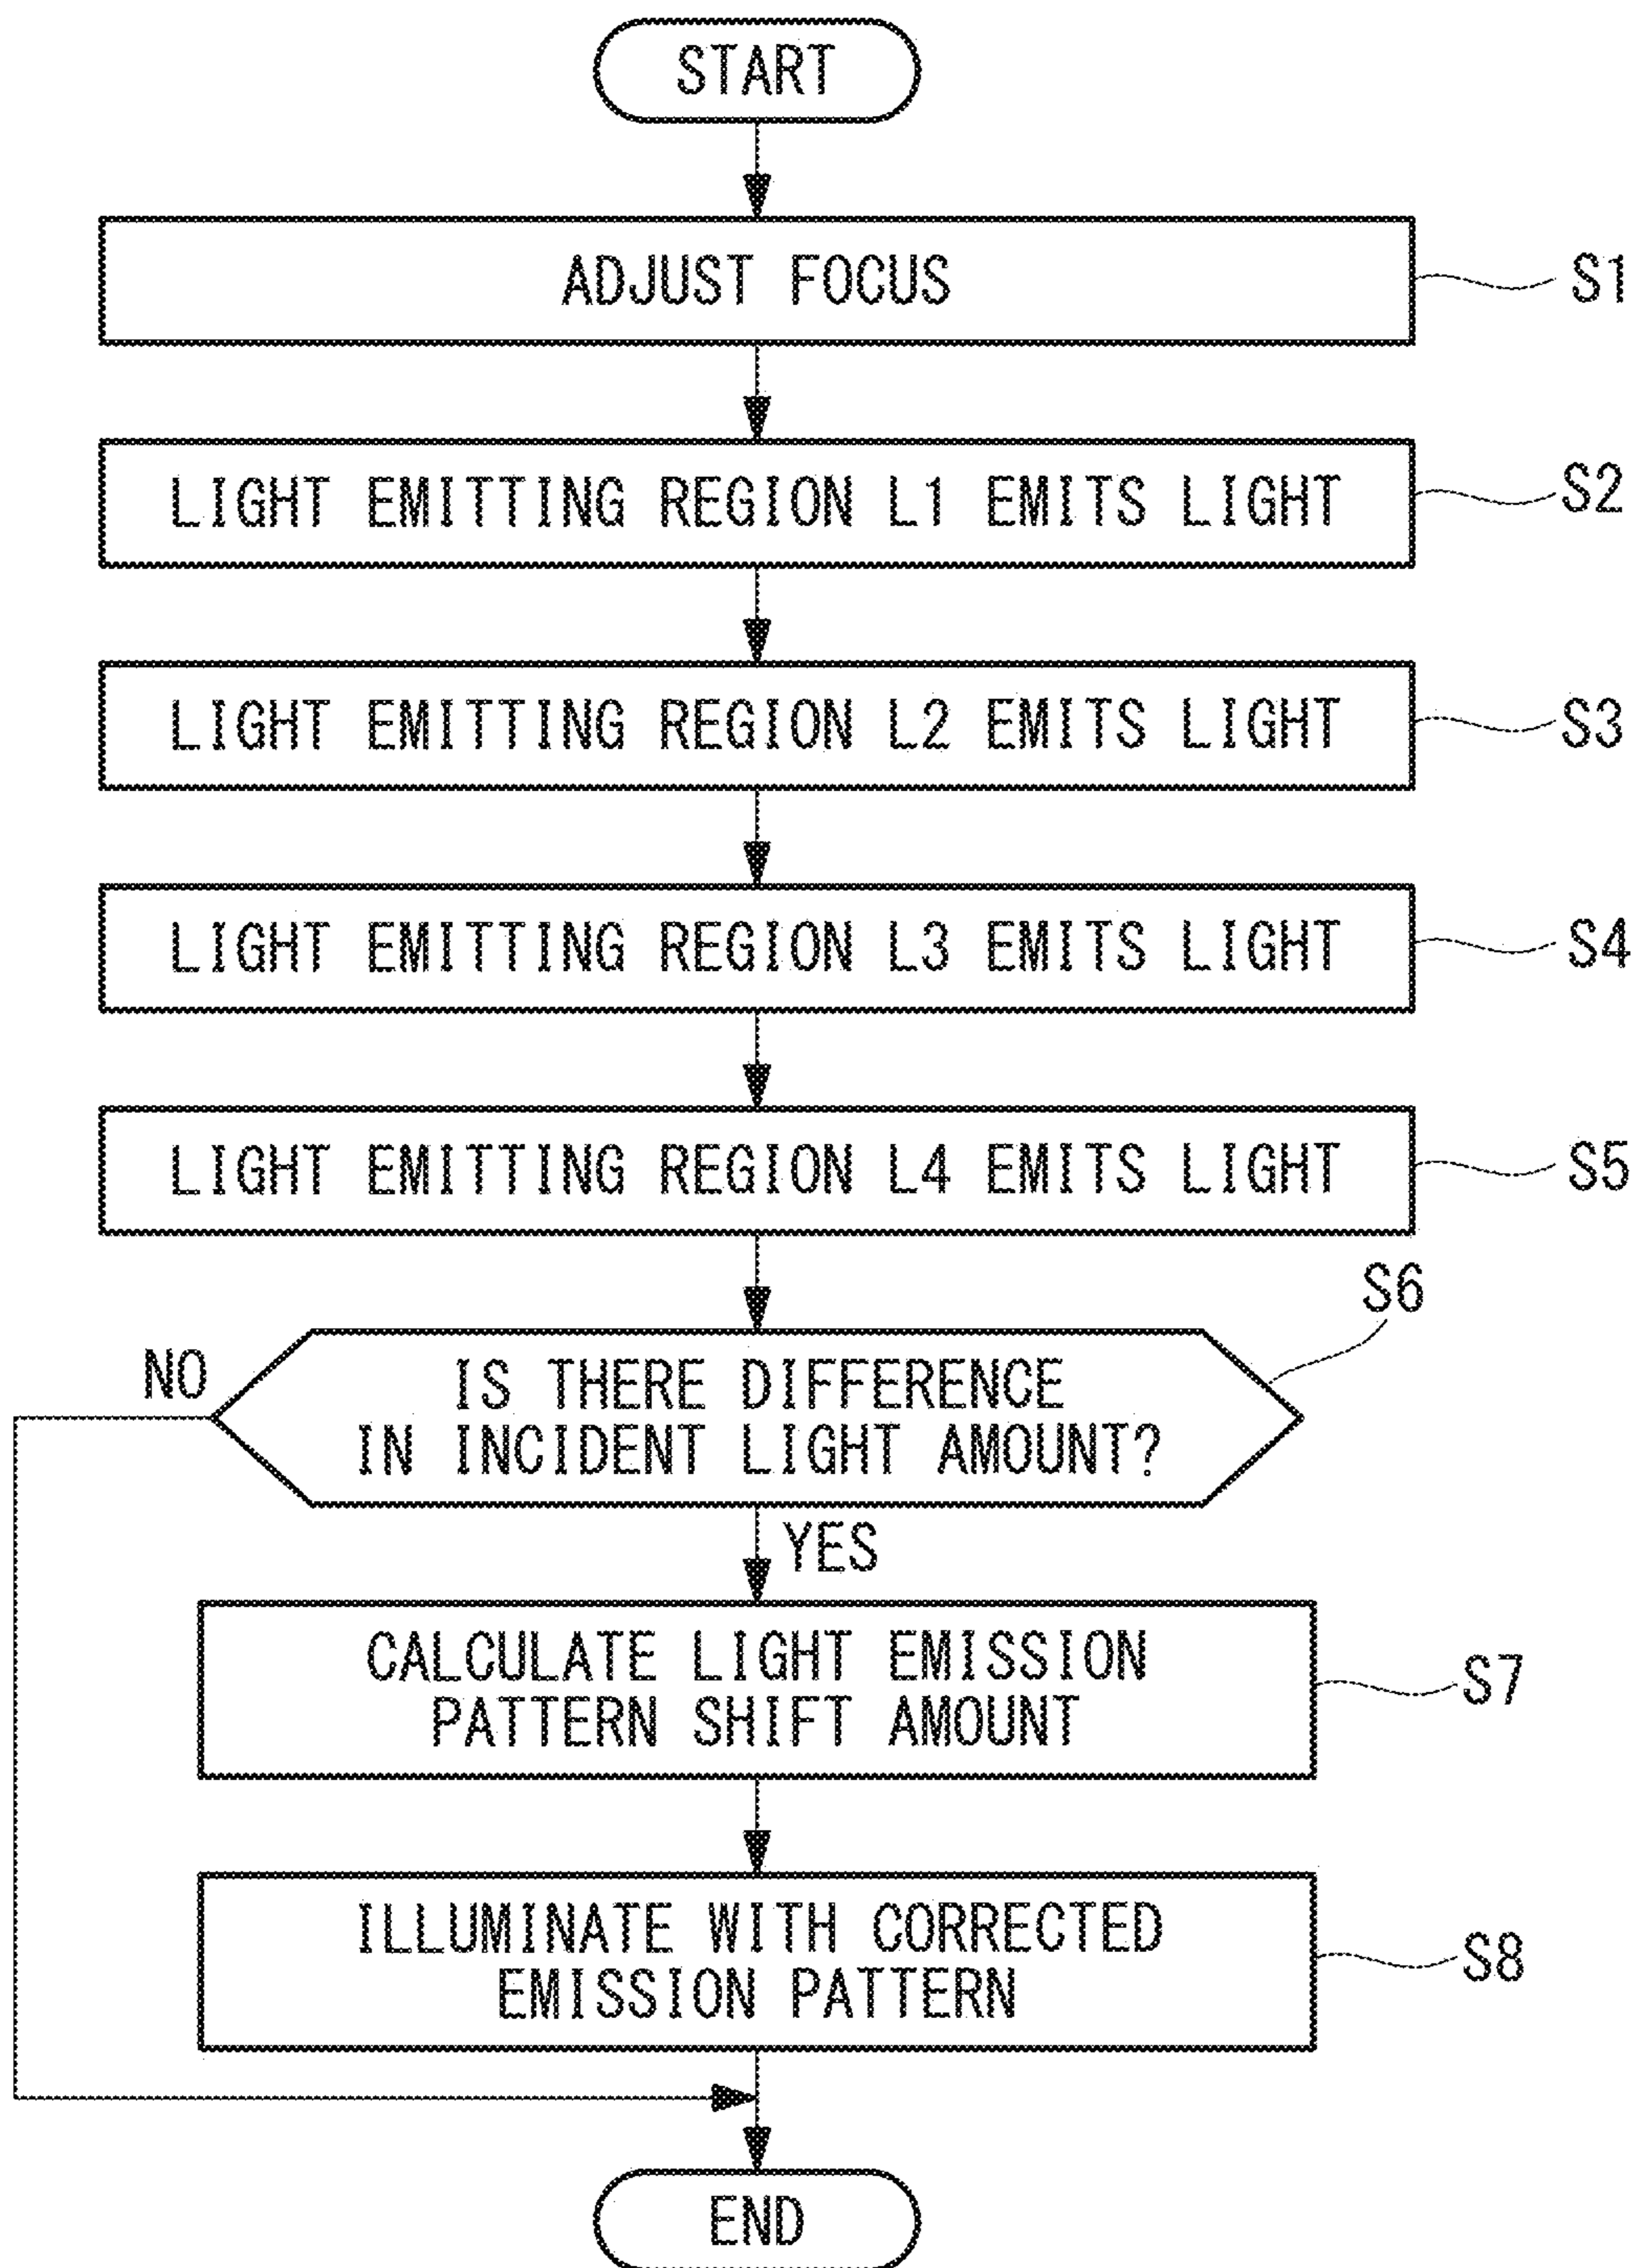 START
ADJUST FOCUS
S1
LIGHT EMITTING REGION L1 EMITS LIGHT
S2
LIGHT EMITTING REGION L2 EMITS LIGHT
S3
LIGHT EMITTING REGION L3 EMITS LIGHT
S4
LIGHT EMITTING REGION L4 EMITS LIGHT
S5
S6
NO
IS THERE DIFFERENCE
IN INCIDENT LIGHT AMOUNT?
YES
CALCULATE LIGHT EMISSION
PATTERN SHIFT AMOUNT
S7
ILLUMINATE WITH CORRECTED
EMISSION PATTERN
S8
END